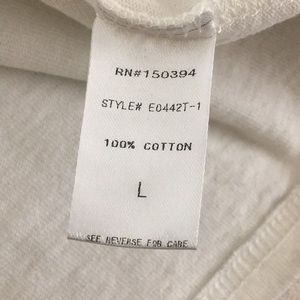 RN#150394
STYLE# E0442T-1
100% COTTON
L
SEE REVERSE FOR CARE